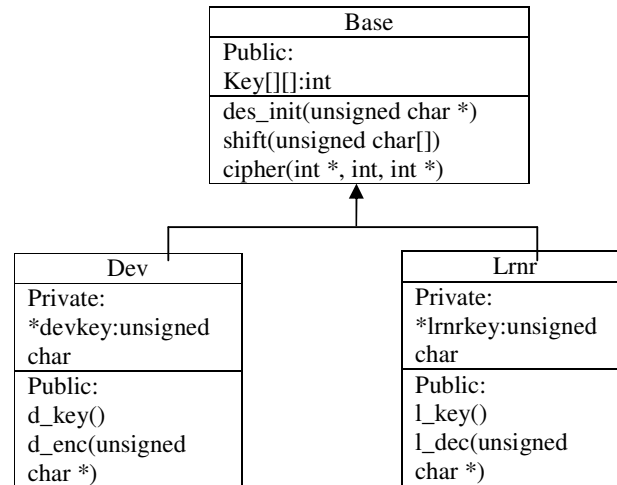 Base
Public:
Key[][]:int
des_init(unsigned char *)
shift(unsigned char[])
cipher(int *, int, int *)
Dev
Private:
*devkey:unsigned
char
Public:
d_key()
d_enc(unsigned
char *)
Lrnr
Private:
*lrnrkey:unsigned
char
Public:
l_key()
l_dec(unsigned
char *)